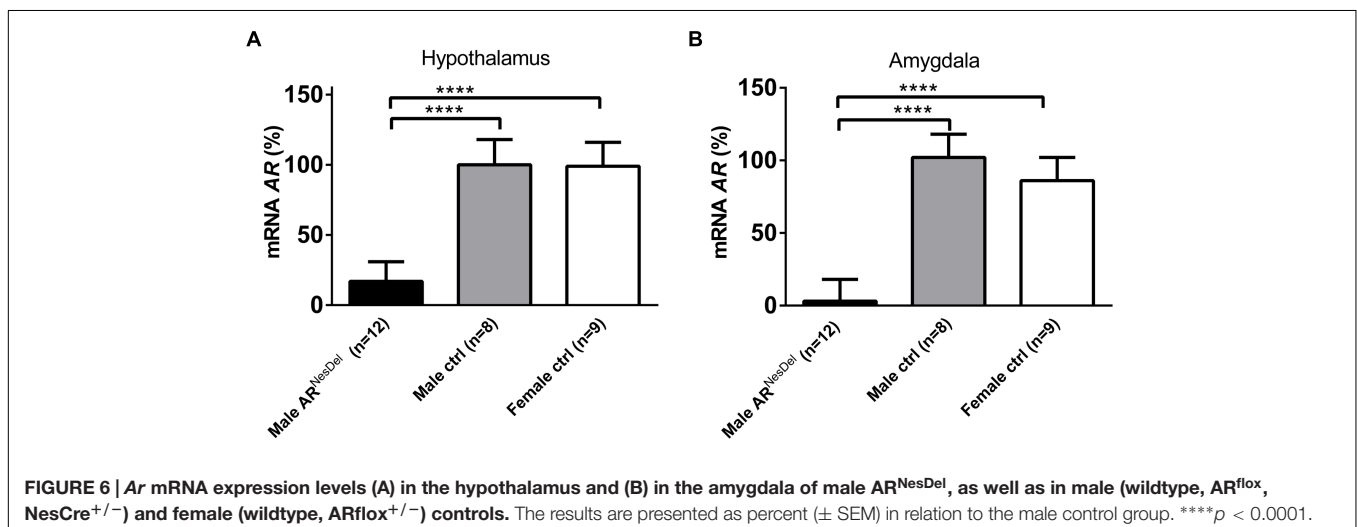 A
Hypothalamus
****
****
mRNA AR (%)
150
100
50
0
Male AR^NesDel (n=12)
Male ctrl (n=8)
Female ctrl (n=9)
B
Amygdala
****
****
mRNA AR (%)
150
100
50
0
Male AR^NesDel (n=12)
Male ctrl (n=8)
Female ctrl (n=9)
FIGURE 6 | Ar mRNA expression levels (A) in the hypothalamus and (B) in the amygdala of male AR^NesDel, as well as in male (wildtype, AR^flox,
NesCre^+/−) and female (wildtype, ARflox^+/−) controls. The results are presented as percent (± SEM) in relation to the male control group. ****p < 0.0001.